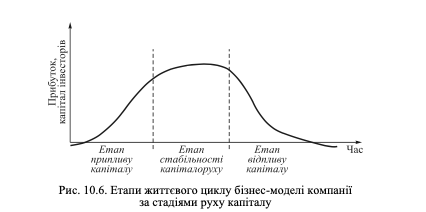 Прибуток,
капітал інвесторів
Час
Етап
припливу
капіталу
Етап
стабільності
капіталоруху
Етап
відпливу
капіталу
Рис. 10.6. Етапи життєвого циклу бізнес-моделі компанії
за стадіями руху капіталу